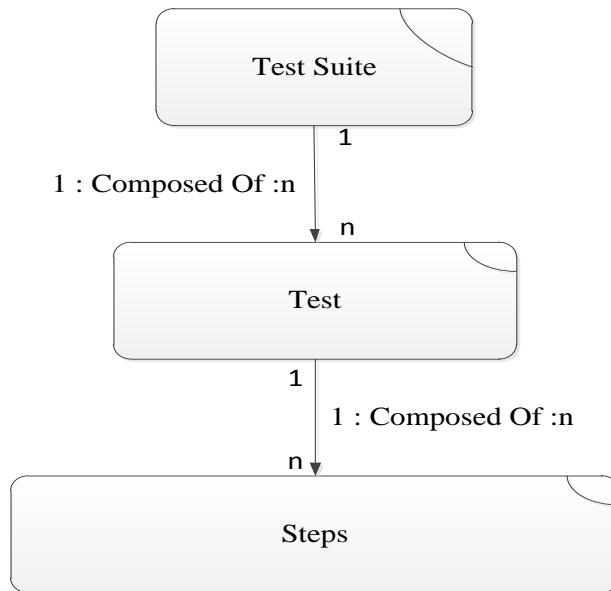 Test Suite
1
1 : Composed Of :n
n
Test
1
1 : Composed Of :n
n
Steps